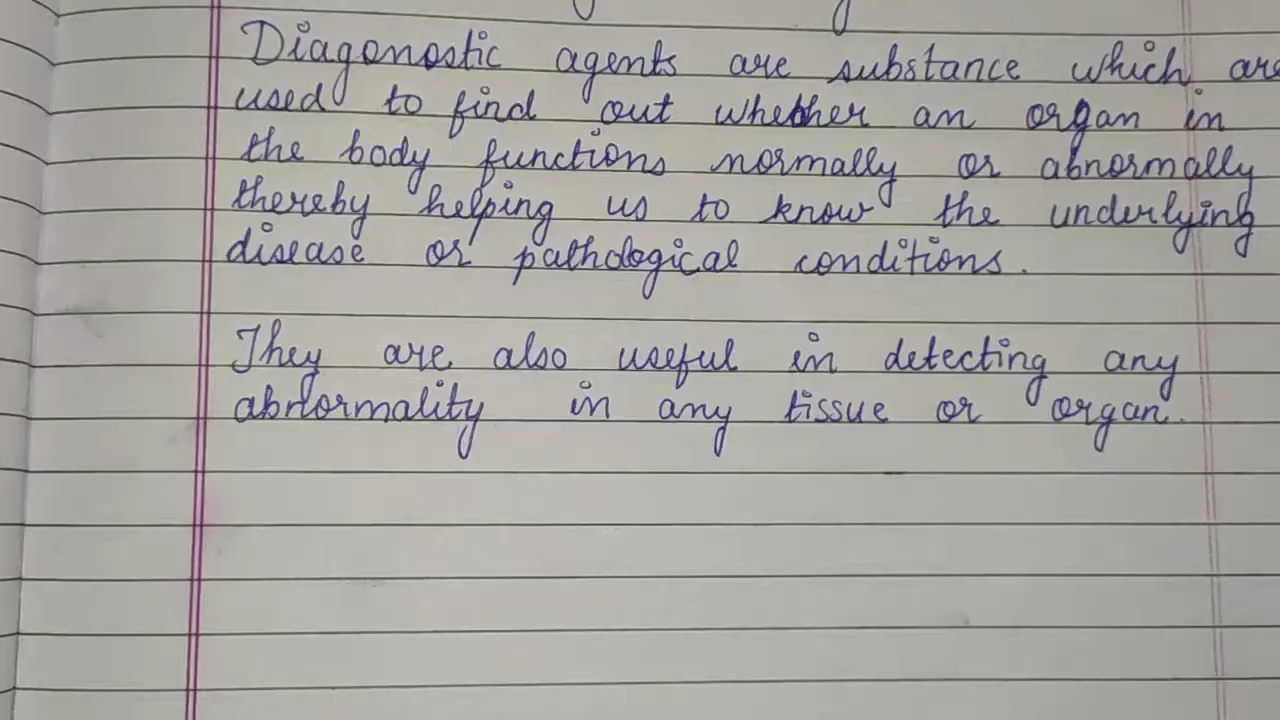 Diagonostic agents are substance which are
used to find out whether an organ in
the body functions normally or abnormally
thereby helping us to know the underlying
disease or pathological conditions.
They are also useful in detecting any
abnormality in any tissue or organ.